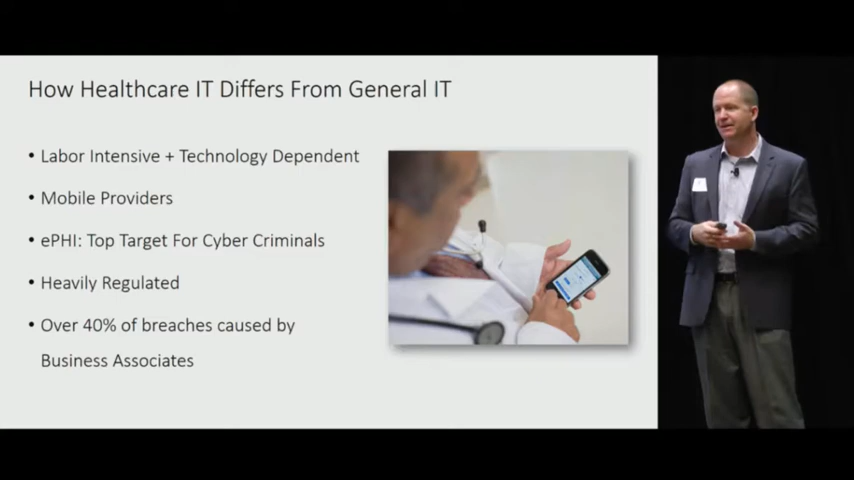 How Healthcare IT Differs From General IT
• Labor Intensive + Technology Dependent
• Mobile Providers
• ePHI: Top Target For Cyber Criminals
• Heavily Regulated
• Over 40% of breaches caused by
Business Associates